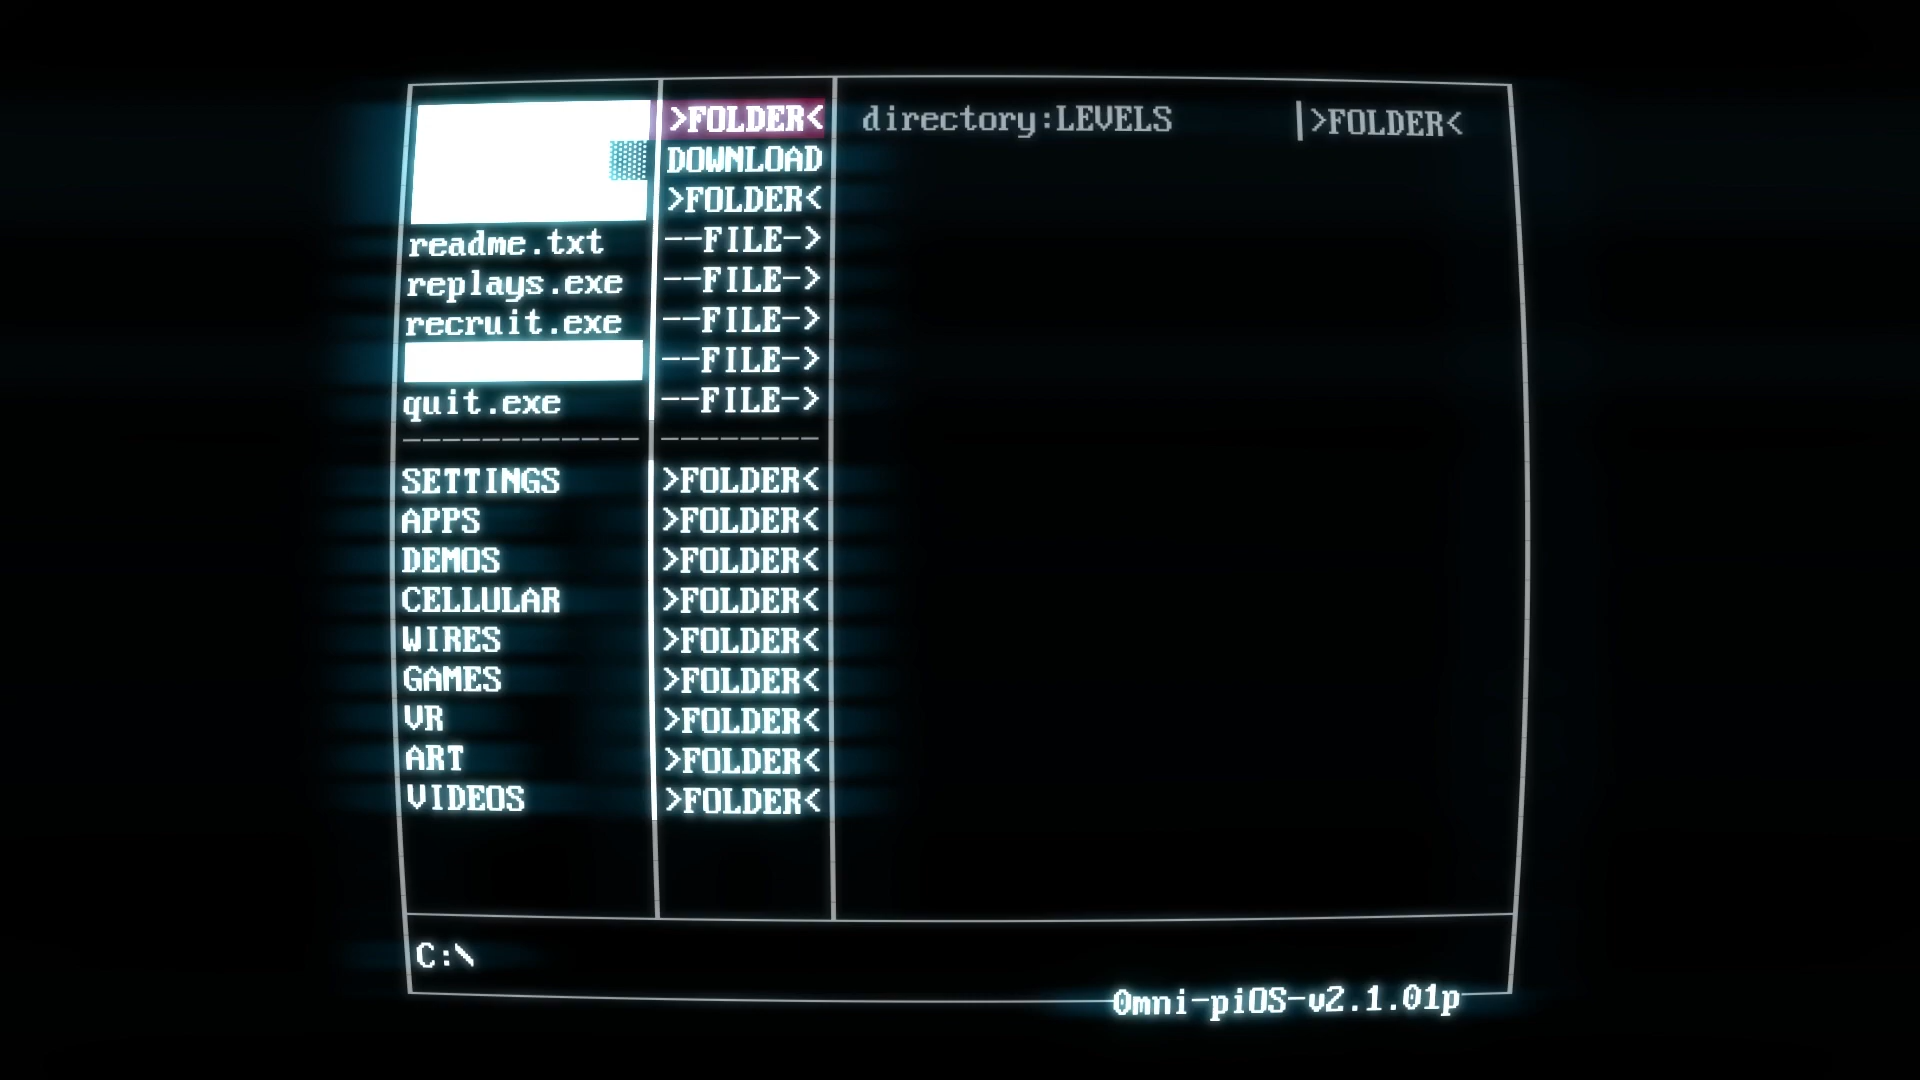 >FOLDER< directory:LEVELS |>FOLDER<
DOWNLOAD
>FOLDER<
readme.txt --FILE->
replays.exe --FILE->
recruit.exe --FILE->
--FILE->
quit.exe --FILE->
------------ --------
SETTINGS >FOLDER<
APPS >FOLDER<
DEMOS >FOLDER<
CELLULAR >FOLDER<
WIRES >FOLDER<
GAMES >FOLDER<
VR >FOLDER<
ART >FOLDER<
VIDEOS >FOLDER<
C:\
0mni-piOS-v2.1.01p